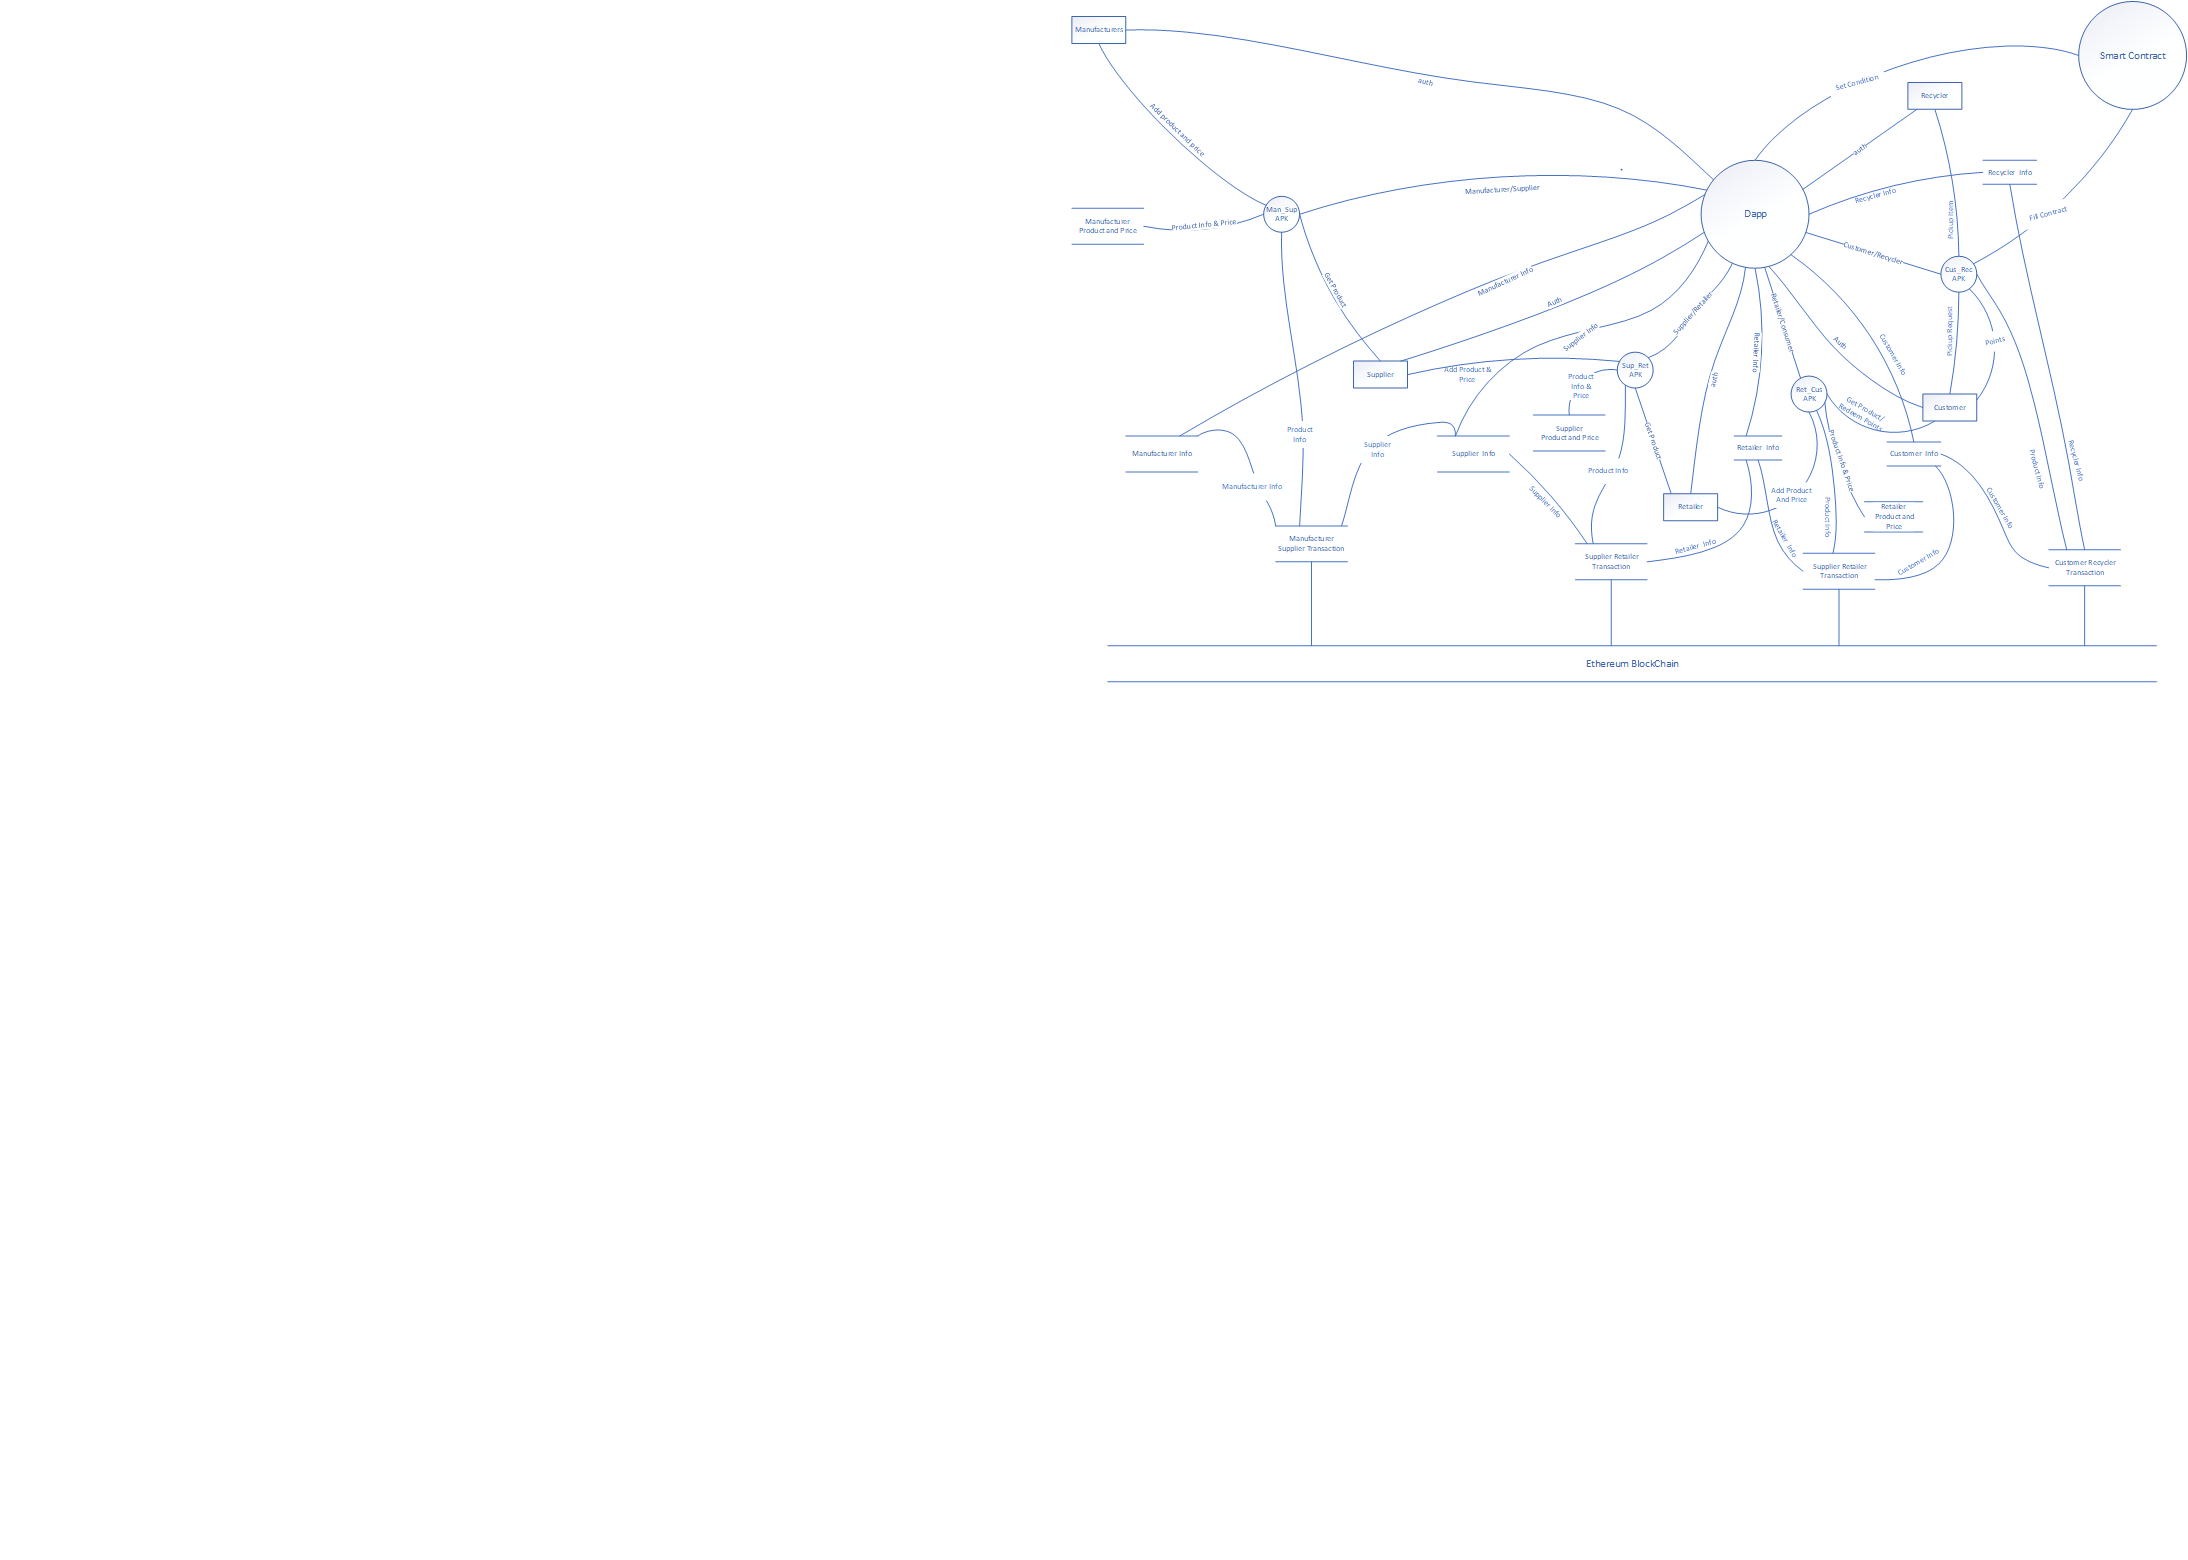 Manufacturers
Smart Contract
auth
Set Condition
Recycler
Add product and price
auth
Recycler Info
Manufacturer/Supplier
Recycler Info
Man_Sup
APK
Dapp
Pickup Item
Fill Contract
Manufacturer
Product and Price
Product Info & Price
Customer/Recycler
Cus_Rec
APK
Manufacturer Info
Get Product
Auth
Supplier/Retailer
Retailer/Consumer
Supplier Info
Retailer Info
Auth
Customer Info
Pickup Request
Points
Supplier
Add Product &
Price
Sup_Ret
APK
Product
Info &
Price
auth
Ret_Cus
APK
Get Product/
Redeem Points
Customer
Product
Info
Supplier
Info
Supplier
Product and Price
Get Product
Retailer Info
Product Info & Price
Customer Info
Manufacturer Info
Supplier Info
Product Info
Product Info
Recycler Info
Manufacturer Info
Supplier Info
Retailer
Add Product
And Price
Product Info
Retailer
Product and
Price
Customer Info
Manufacturer
Supplier Transaction
Retailer Info
Retailer Info
Customer Info
Supplier Retailer
Transaction
Supplier Retailer
Transaction
Customer Recycler
Transaction
Ethereum BlockChain